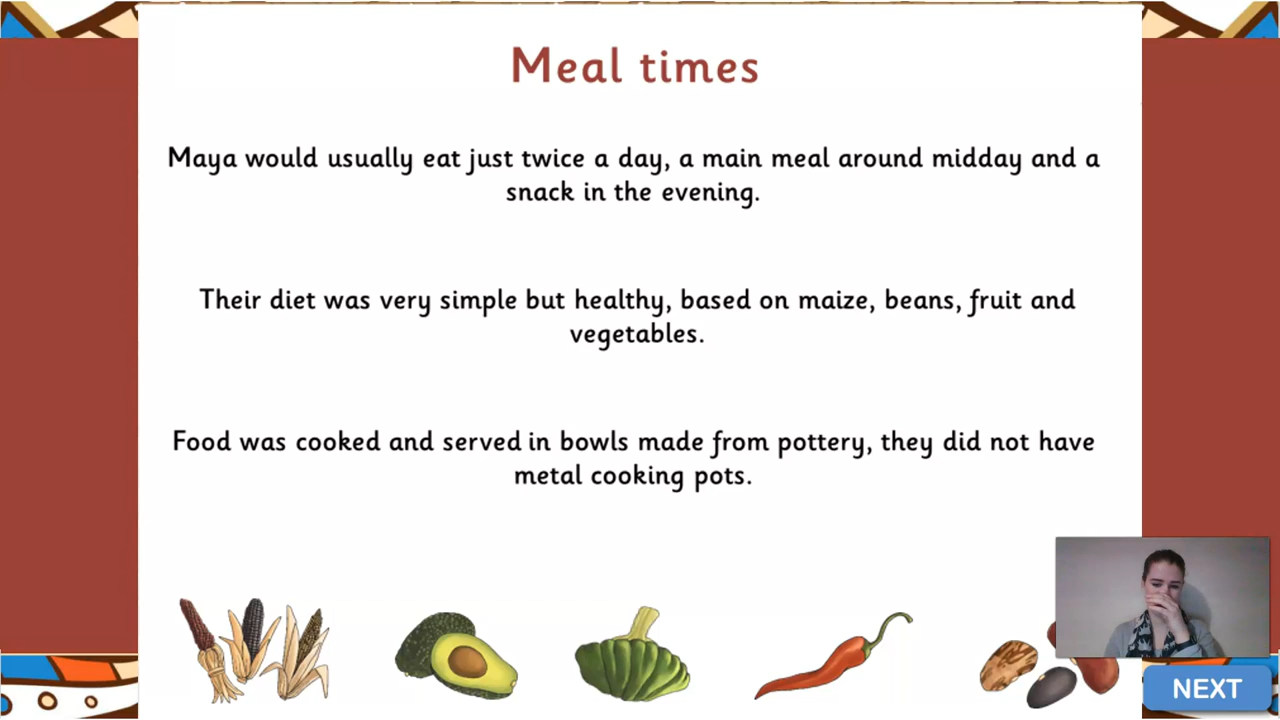 Meal times
Maya would usually eat just twice a day, a main meal around midday and a
snack in the evening.
Their diet was very simple but healthy, based on maize, beans, fruit and
vegetables.
Food was cooked and served in bowls made from pottery, they did not have
metal cooking pots.
NEXT